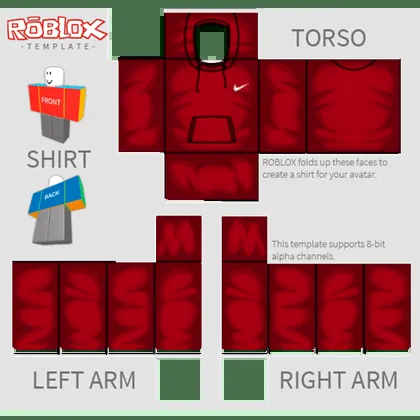 ROBLOX
-TEMPLATE-
TORSO
FRONT
SHIRT
BACK
ROBLOX folds up these faces to
create a shirt for your avatar.
This template supports 8-bit
alpha channels.
LEFT ARM
RIGHT ARM